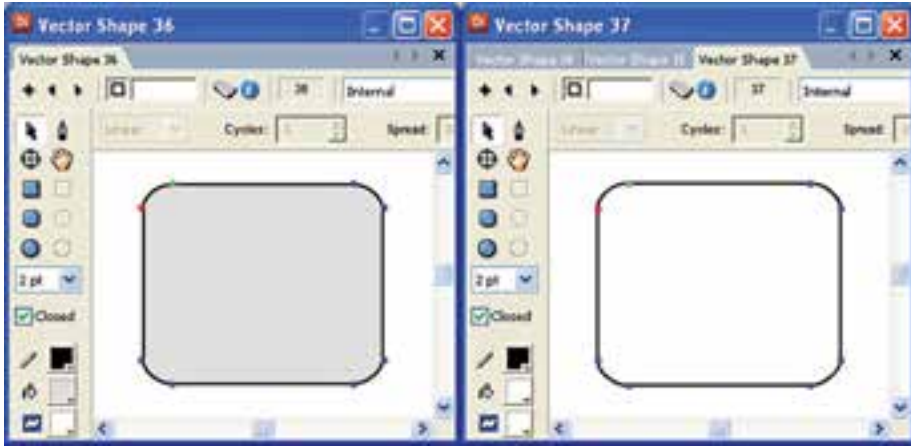 Vector Shape 36
Vector Shape 36
36
Internal
Cycles:
Spread:
2 pt
Closed
Vector Shape 37
Vector Shape 37
37
Internal
Cycles:
Spread:
2 pt
Closed